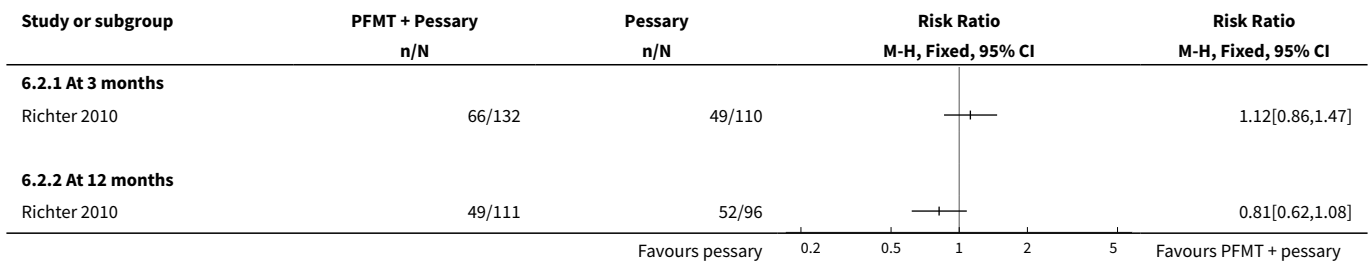 Study or subgroup PFMT + Pessary Pessary Risk Ratio Risk Ratio
n/N n/N M-H, Fixed, 95% CI M-H, Fixed, 95% CI
6.2.1 At 3 months
Richter 2010 66/132 49/110 1.12[0.86,1.47]
6.2.2 At 12 months
Richter 2010 49/111 52/96 0.81[0.62,1.08]
Favours pessary 0.2 0.5 1 2 5 Favours PFMT + pessary